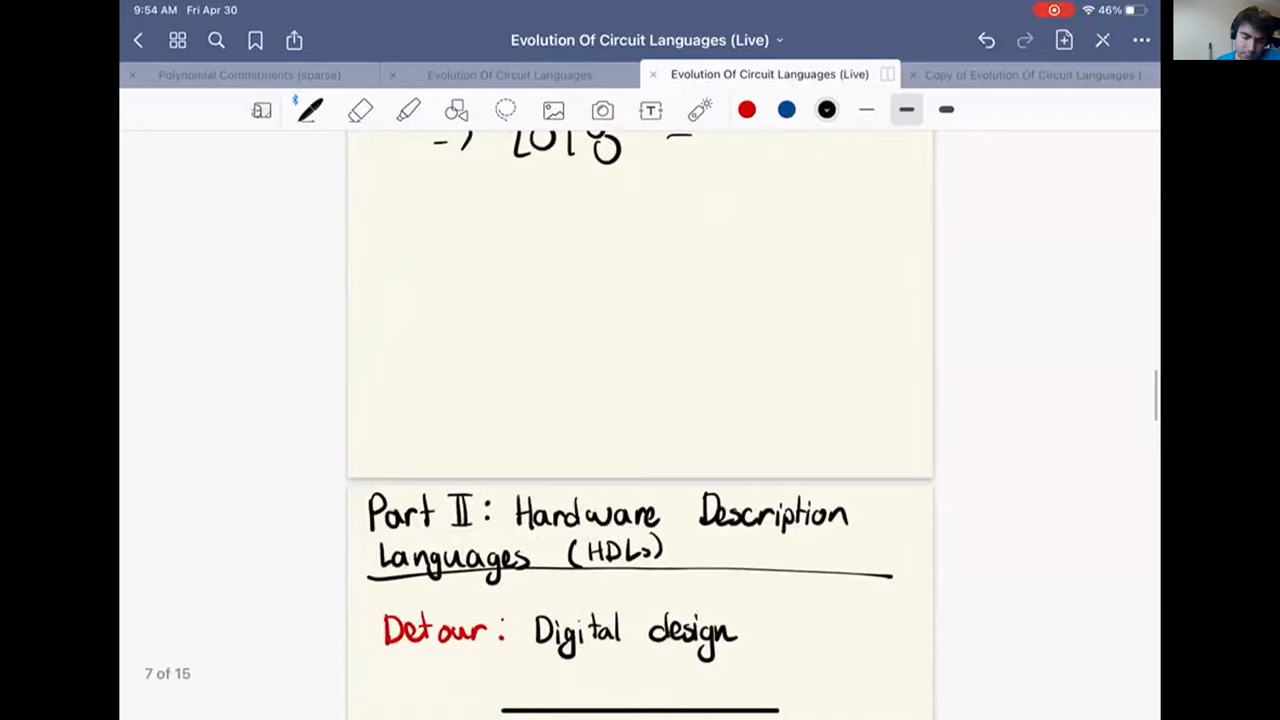 9:54 AM Fri Apr 30
46%
Evolution Of Circuit Languages (Live)
Polynomial Commitments (sparse)
Evolution Of Circuit Languages
Evolution Of Circuit Languages (Live)
Copy of Evolution Of Circuit Languages (...
Part II: Hardware Description
Languages (HDLs)
Detour: Digital design
7 of 15